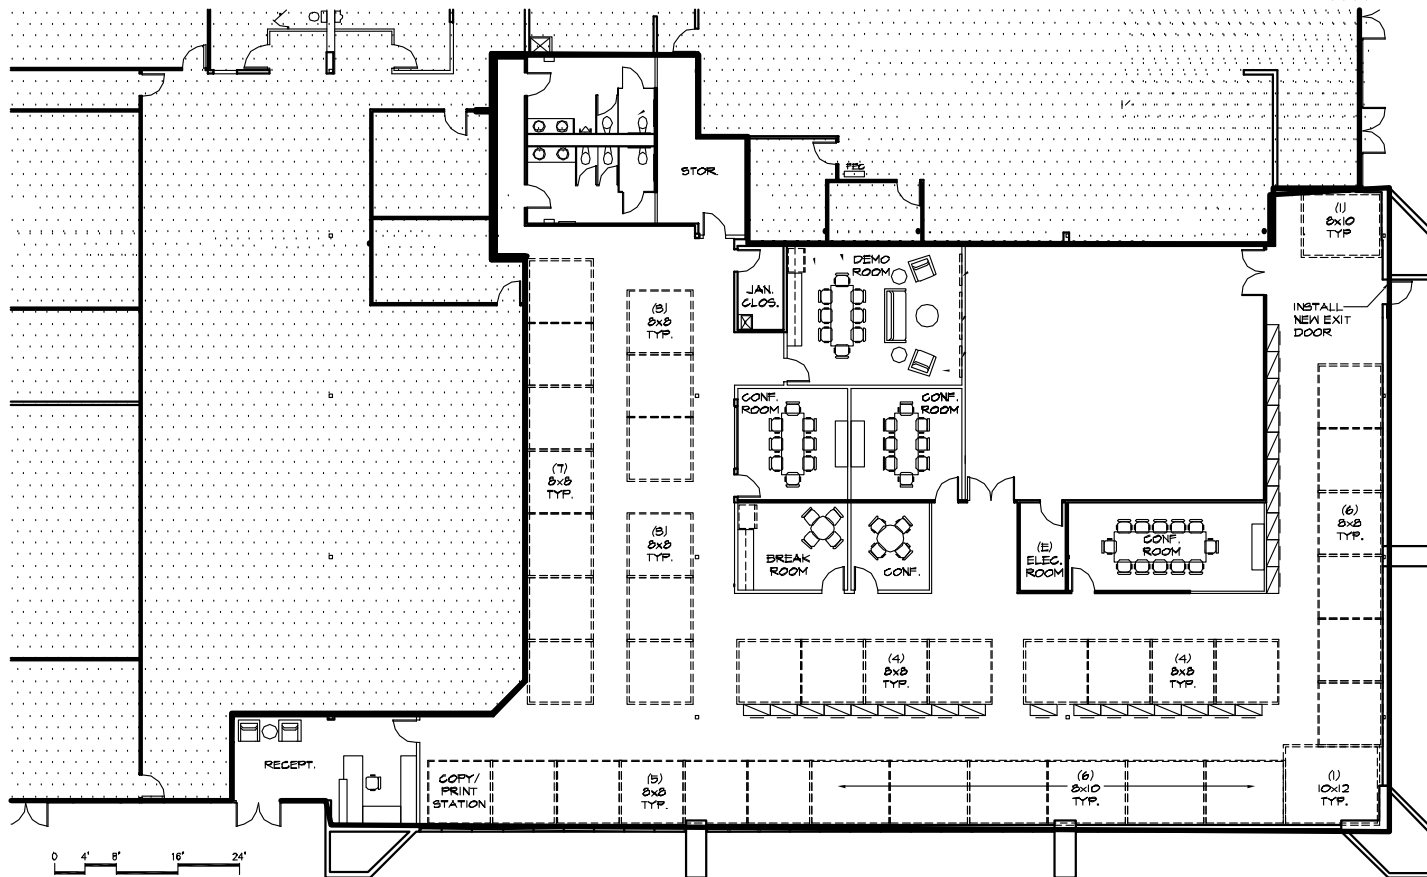 STOR.
FEC
(1)
8x10
TYP
DEMO
ROOM
JAN.
CLOS.
INSTALL
NEW EXIT
DOOR
(3)
8x8
TYP.
CONF.
ROOM
CONF.
ROOM
(7)
8x8
TYP.
(3)
8x8
TYP.
BREAK
ROOM
CONF.
(E)
ELEC.
ROOM
CONF.
ROOM
(6)
8x8
TYP.
(4)
8x8
TYP.
(4)
8x8
TYP.
RECEPT.
COPY/
PRINT
STATION
(5)
8x8
TYP.
(6)
8x10
TYP.
(1)
10x12
TYP.
0 4' 8' 16' 24'